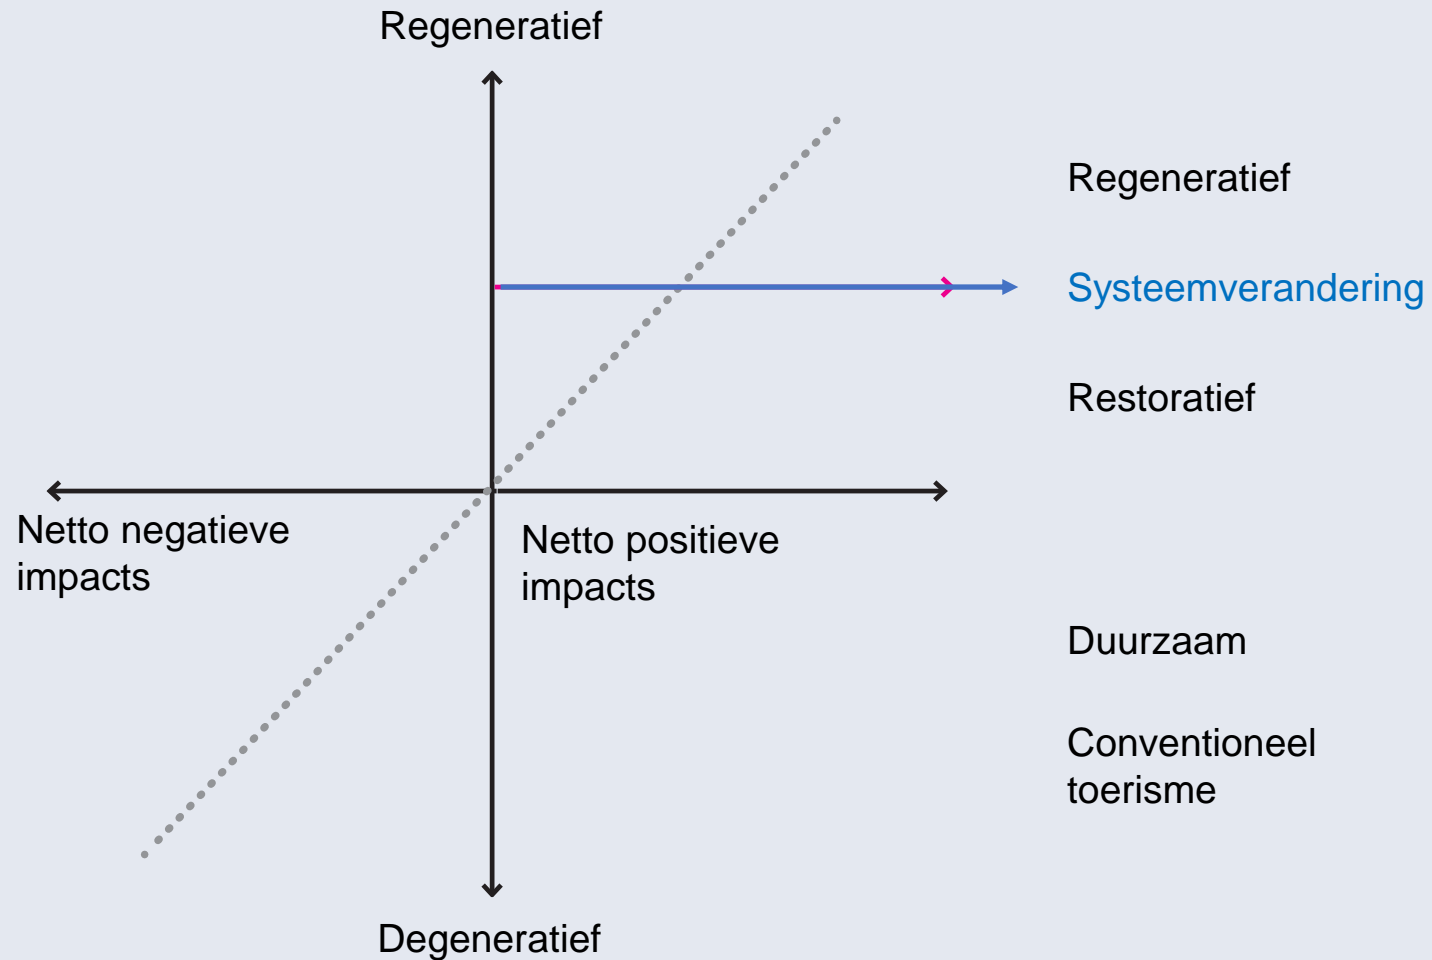 Regeneratief
Regeneratief
Systeemverandering
Restoratief
Netto negatieve
impacts
Netto positieve
impacts
Duurzaam
Conventioneel
toerisme
Degeneratief